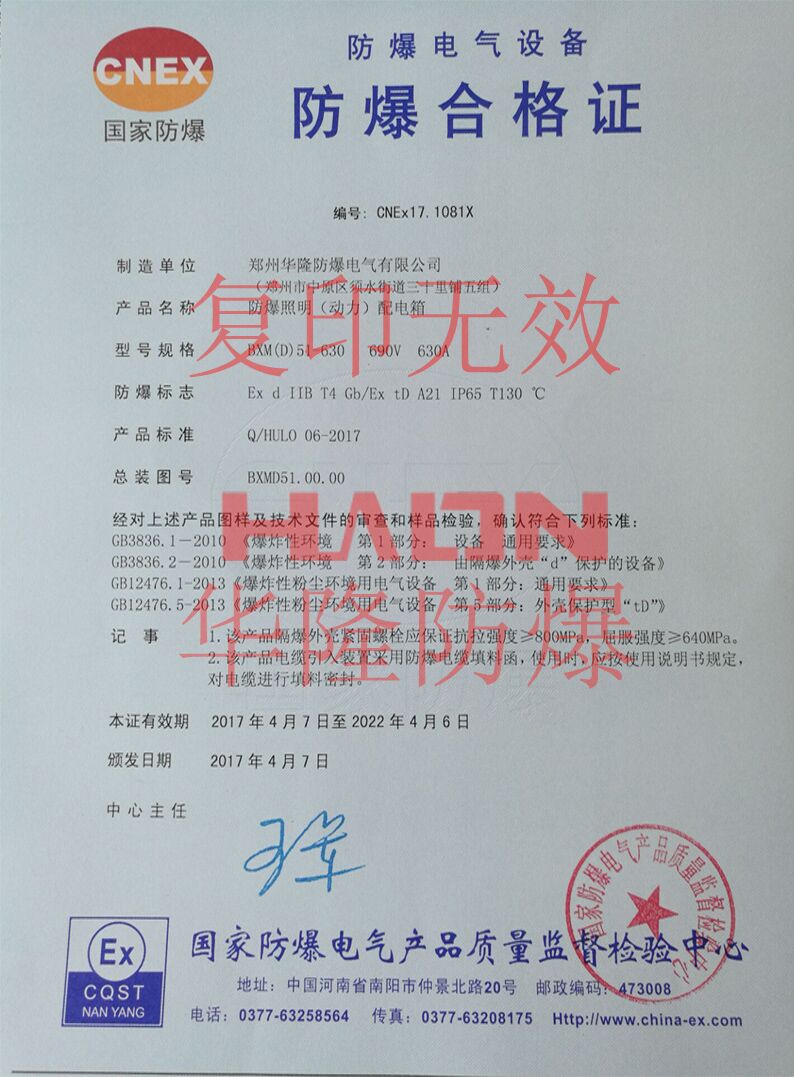 CNEX
国家防爆
防爆电气设备
防爆合格证
编号: CNEx17.1081X
制造单位 郑州华隆防爆电气有限公司
（郑州市中原区须水街道三十里铺五组）
产品名称 防爆照明（动力）配电箱
复印无效
型号规格 BXM(D)51-630 690V 630A
防爆标志 Ex d IIB T4 Gb/Ex tD A21 IP65 T130 ℃
产品标准 Q/HULO 06-2017
总装图号 BXMD51.00.00
经对上述产品图样及技术文件的审查和样品检验，确认符合下列标准：
GB3836.1－2010 《爆炸性环境 第1部分： 设备 通用要求》
GB3836.2－2010 《爆炸性环境 第2部分： 由隔爆外壳“d”保护的设备》
GB12476.1-2013《爆炸性粉尘环境用电气设备 第1部分：通用要求》
GB12476.5-2013《爆炸性粉尘环境用电气设备 第5部分：外壳保护型“tD”》
华隆防爆
记事 1.该产品隔爆外壳紧固螺栓应保证抗拉强度≥800MPa，屈服强度≥640MPa。
2.该产品电缆引入装置采用防爆电缆填料函，使用时，应按使用说明书规定，
对电缆进行填料密封。
本证有效期 2017年4月7日至2022年4月6日
颁发日期 2017年4月7日
中心主任
国家防爆电气产品质量监督检验中心
Ex
CQST
NAN YANG
国家防爆电气产品质量监督检验中心
地址：中国河南省南阳市仲景北路20号 邮政编码：473008
电话：0377-63258564 传真：0377-63208175 Http://www.china-ex.com